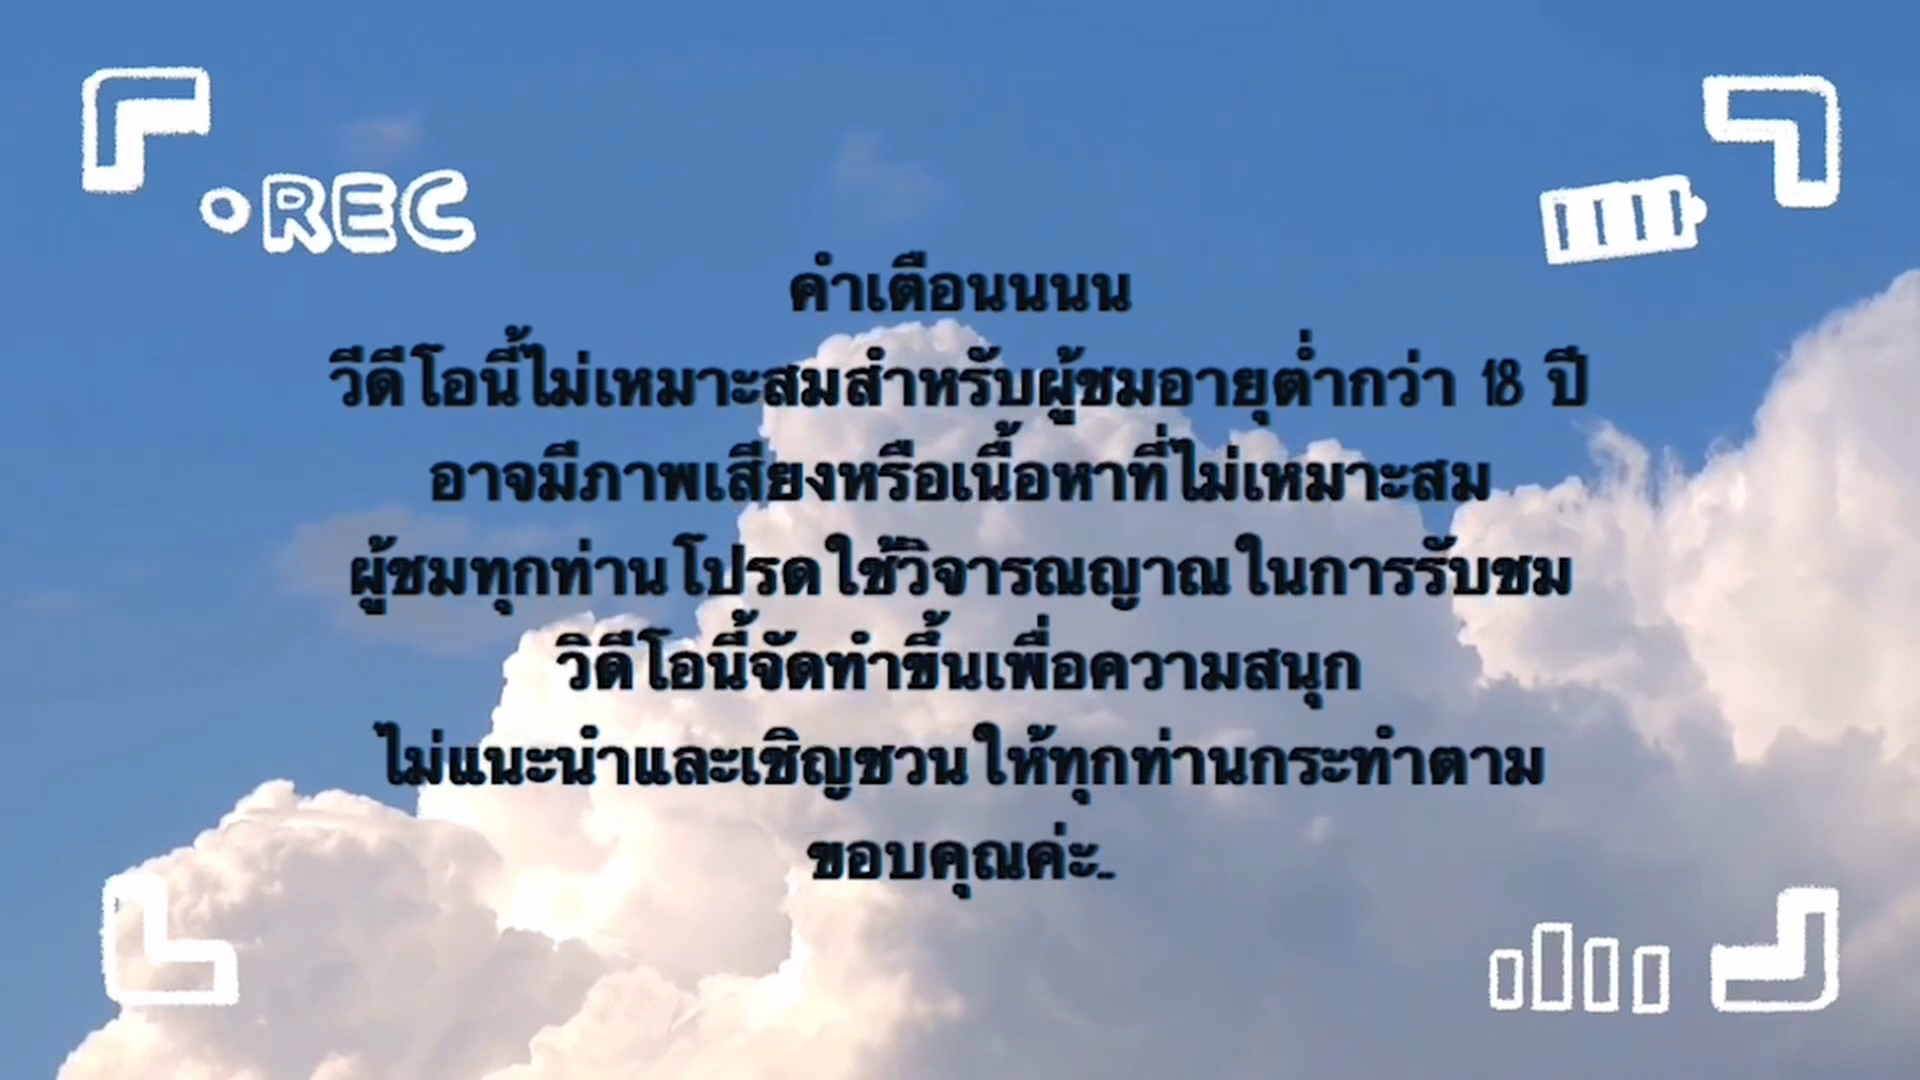 REC
คำเตือนนนน
วีดีโอนี้ไม่เหมาะสมสำหรับผู้ชมอายุต่ำกว่า 18 ปี
อาจมีภาพเสียงหรือเนื้อหาที่ไม่เหมาะสม
ผู้ชมทุกท่านโปรดใช้วิจารณญาณในการรับชม
วิดีโอนี้จัดทำขึ้นเพื่อความสนุก
ไม่แนะนำและเชิญชวนให้ทุกท่านกระทำตาม
ขอบคุณค่ะ..